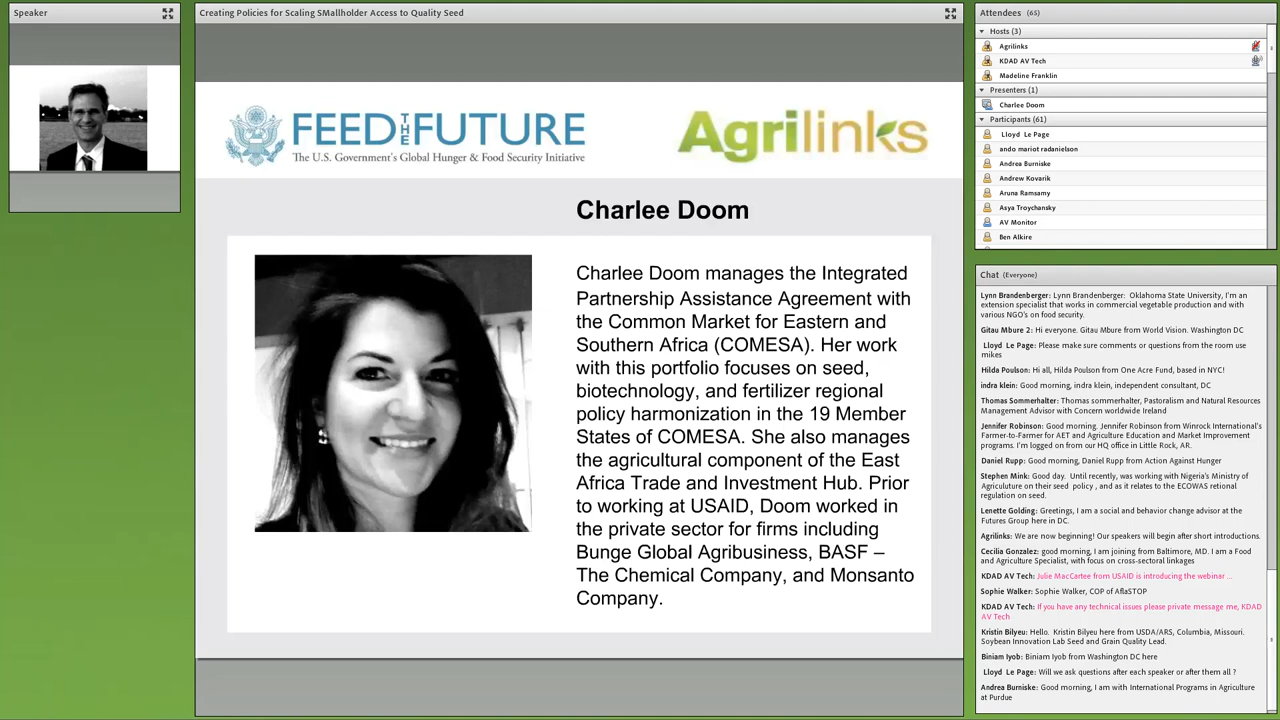 Speaker
Creating Policies for Scaling SMallholder Access to Quality Seed
FEED THE FUTURE
The U.S. Government's Global Hunger & Food Security Initiative
Agrilinks
Charlee Doom
Charlee Doom manages the Integrated
Partnership Assistance Agreement with
the Common Market for Eastern and
Southern Africa (COMESA). Her work
with this portfolio focuses on seed,
biotechnology, and fertilizer regional
policy harmonization in the 19 Member
States of COMESA. She also manages
the agricultural component of the East
Africa Trade and Investment Hub. Prior
to working at USAID, Doom worked in
the private sector for firms including
Bunge Global Agribusiness, BASF –
The Chemical Company, and Monsanto
Company.
Attendees (65)
Hosts (3)
Agrilinks
KDAD AV Tech
Madeline Franklin
Presenters (1)
Charlee Doom
Participants (61)
Lloyd Le Page
ando mariot radanielson
Andrea Burniske
Andrew Kovarik
Aruna Ramsamy
Asya Troychansky
AV Monitor
Ben Alkire
Chat (Everyone)
Lynn Brandenberger: Lynn Brandenberger: Oklahoma State University, I'm an
extension specialist that works in commercial vegetable production and with
various NGO's on food security.
Gitau Mbure 2: Hi everyone. Gitau Mbure from World Vision. Washington DC
Lloyd Le Page: Please make sure comments or questions from the room use
mikes
Hilda Poulson: Hi all, Hilda Poulson from One Acre Fund, based in NYC!
indra klein: Good morning, indra klein, independent consultant, DC
Thomas Sommerhalter: Thomas sommerhalter, Pastoralism and Natural Resources
Management Advisor with Concern worldwide Ireland
Jennifer Robinson: Good morning. Jennifer Robinson from Winrock International's
Farmer-to-Farmer for AET and Agriculture Education and Market Improvement
programs. I'm logged on from our HQ office in Little Rock, AR.
Daniel Rupp: Good morning, Daniel Rupp from Action Against Hunger
Stephen Mink: Good day. Until recently, was working with Nigeria's Ministry of
Agriculuture on their seed policy , and as it relates to the ECOWAS retional
regulation on seed.
Lenette Golding: Greetings, I am a social and behavior change advisor at the
Futures Group here in DC.
Agrilinks: We are now beginning! Our speakers will begin after short introductions.
Cecilia Gonzalez: good morning, I am joining from Baltimore, MD. I am a Food
and Agriculture Specialist, with focus on cross-sectorial linkages
KDAD AV Tech: Julie MacCartee from USAID is introducing the webinar ...
Sophie Walker: Sophie Walker, COP of AflaSTOP
KDAD AV Tech: If you have any technical issues please private message me, KDAD
AV Tech
Kristin Bilyeu: Hello. Kristin Bilyeu here from USDA/ARS, Columbia, Missouri.
Soybean Innovation Lab Seed and Grain Quality Lead.
Biniam Iyob: Biniam Iyob from Washington DC here
Lloyd Le Page: Will we ask questions after each speaker or after them all ?
Andrea Burniske: Good morning, I am with International Programs in Agriculture
at Purdue